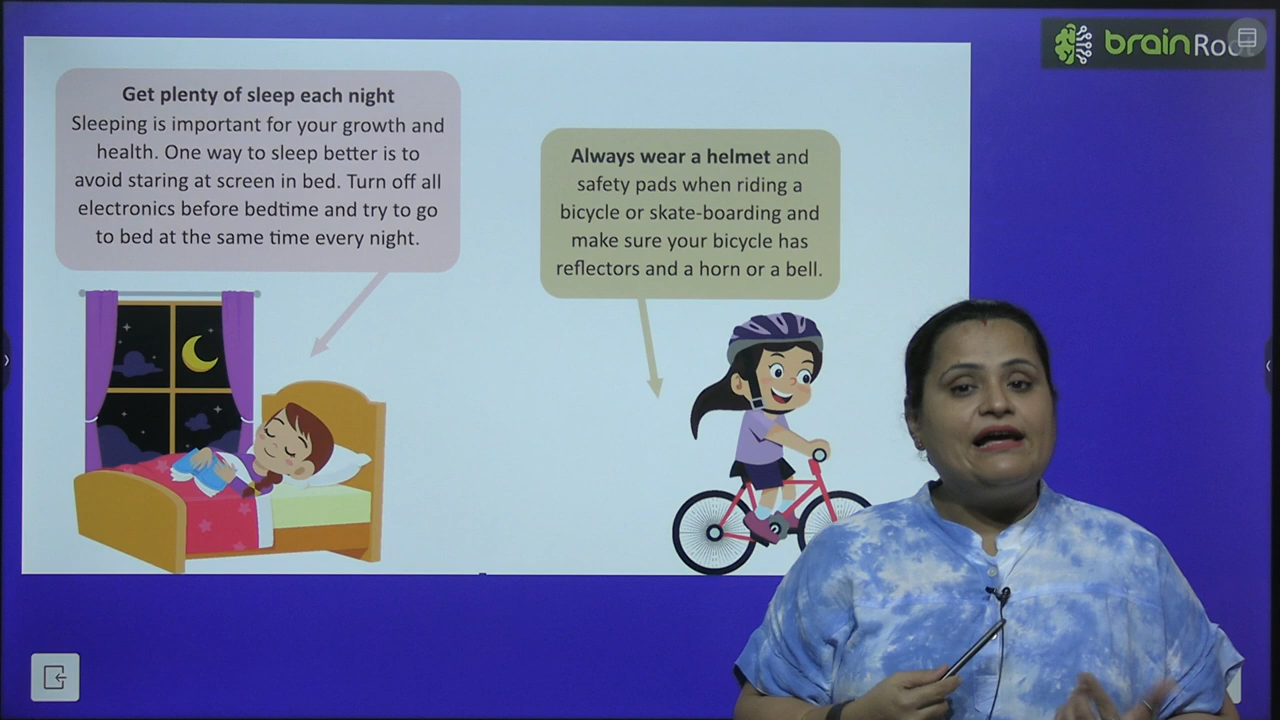 Get plenty of sleep each night
Sleeping is important for your growth and
health. One way to sleep better is to
avoid staring at screen in bed. Turn off all
electronics before bedtime and try to go
to bed at the same time every night.
Always wear a helmet and
safety pads when riding a
bicycle or skate-boarding and
make sure your bicycle has
reflectors and a horn or a bell.
brain